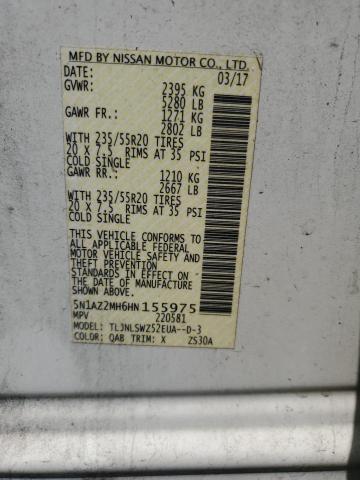 MFD BY NISSAN MOTOR CO., LTD.
DATE: 03/17
GVWR: 2395 KG
5280 LB
GAWR FR.: 1271 KG
2802 LB
WITH 235/55R20 TIRES
20 X 7.5 RIMS AT 35 PSI
COLD SINGLE
GAWR RR.: 1210 KG
2667 LB
WITH 235/55R20 TIRES
20 X 7.5 RIMS AT 35 PSI
COLD SINGLE
THIS VEHICLE CONFORMS TO
ALL APPLICABLE FEDERAL
MOTOR VEHICLE SAFETY AND
THEFT PREVENTION
STANDARDS IN EFFECT ON
THE DATE OF MANUFACTURE
SHOWN ABOVE.
5N1AZ2MH6HN155975
MPV 220581
MODEL: TLJNLSWZ52EUA--D-3
COLOR: QAB TRIM: X ZS30A